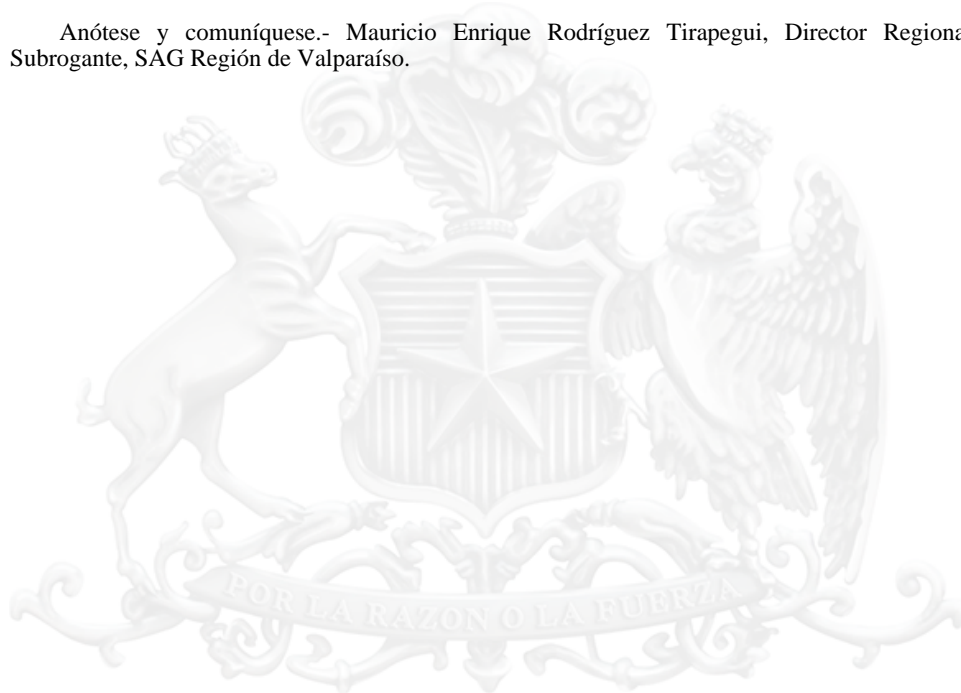 Anótese y comuníquese.- Mauricio Enrique Rodríguez Tirapegui, Director Regiona
Subrogante, SAG Región de Valparaíso.
POR LA RAZON O LA FUERZA